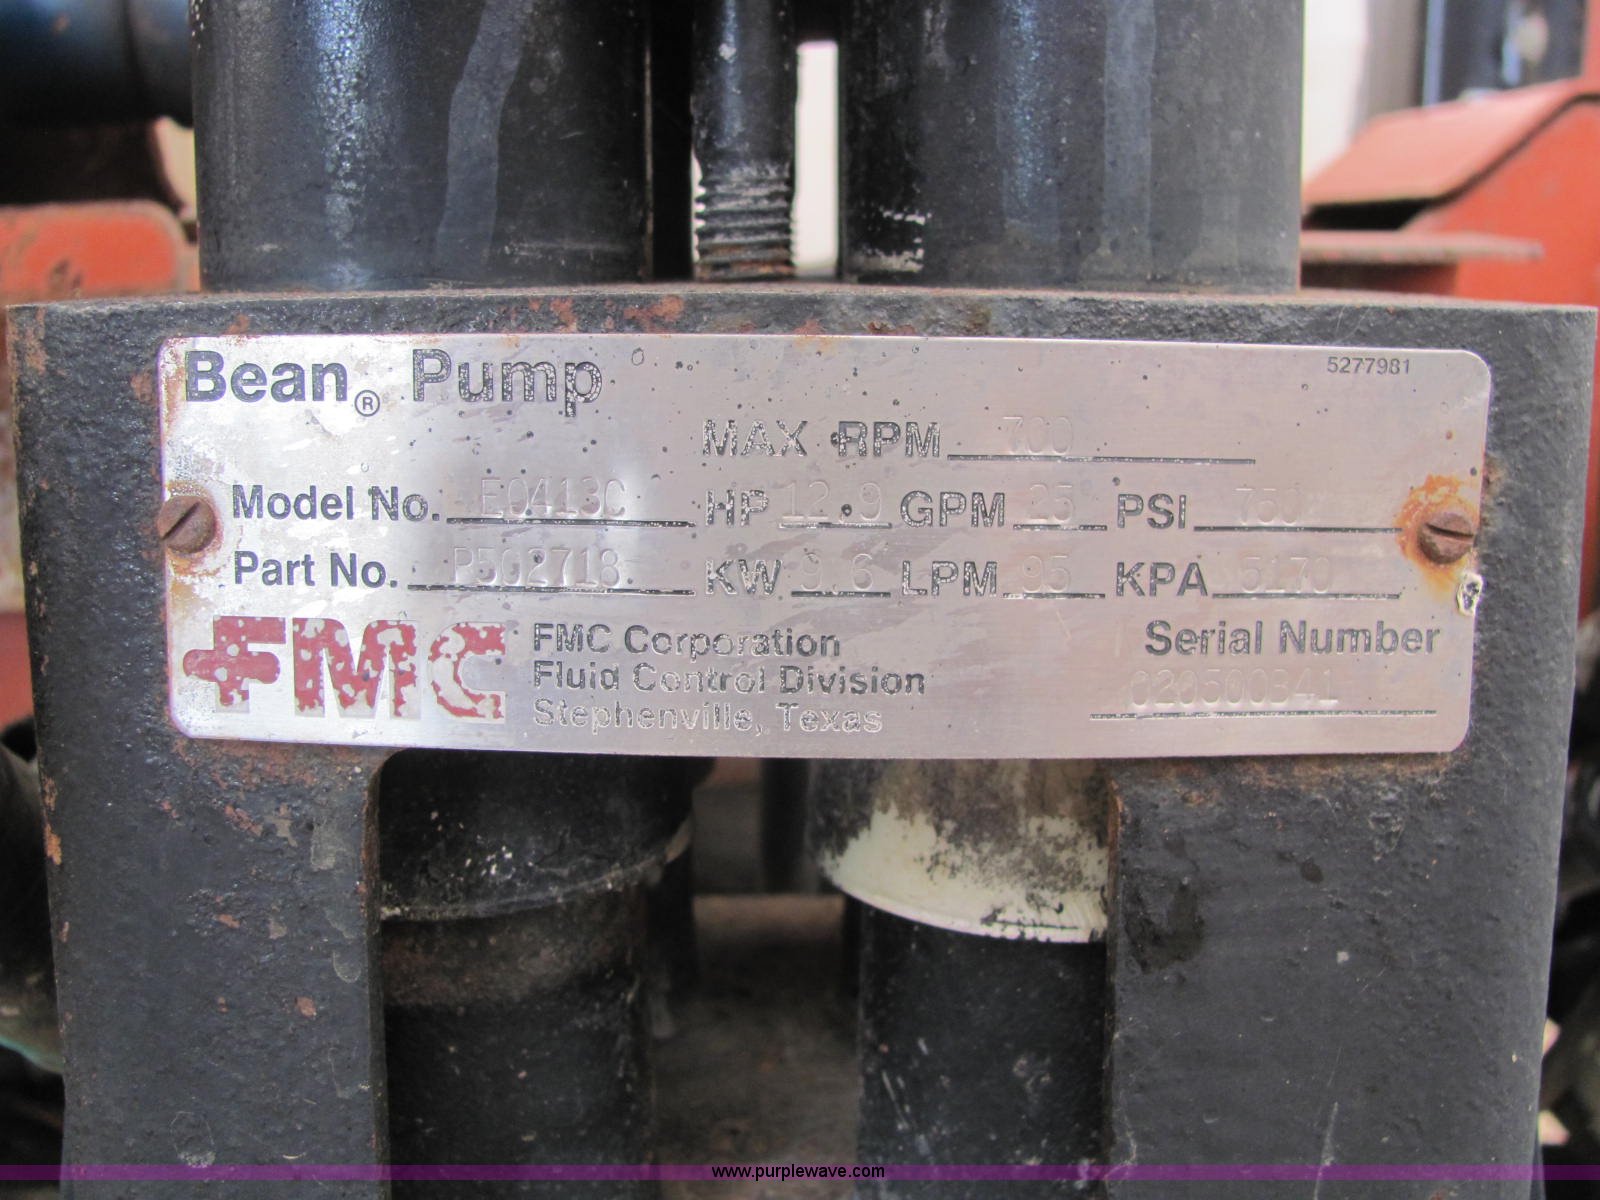 Bean® Pump
5277981
MAX RPM 700
Model No. E0413C HP 12.9 GPM 25 PSI 750
Part No. P502718 KW 9.6 LPM 95 KPA 5170
FMC
FMC Corporation
Fluid Control Division
Stephenville, Texas
Serial Number
020500341
www.purplewave.com